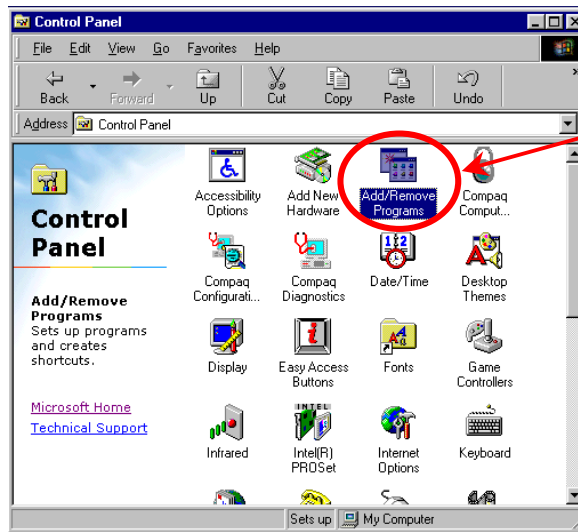 Control Panel
File Edit View Go Favorites Help
Back Forward Up Cut Copy Paste Undo
Address Control Panel
Control
Panel
Add/Remove
Programs
Sets up programs
and creates
shortcuts.
Microsoft Home
Technical Support
Accessibility
Options
Add New
Hardware
Add/Remove
Programs
Compaq
Comput...
Compaq
Configurati...
Compaq
Diagnostics
1 2
Date/Time
Desktop
Themes
Display
Easy Access
Buttons
Fonts
Game
Controllers
Infrared
INTEL
Intel(R)
PROSet
Internet
Options
Keyboard
Sets up My Computer